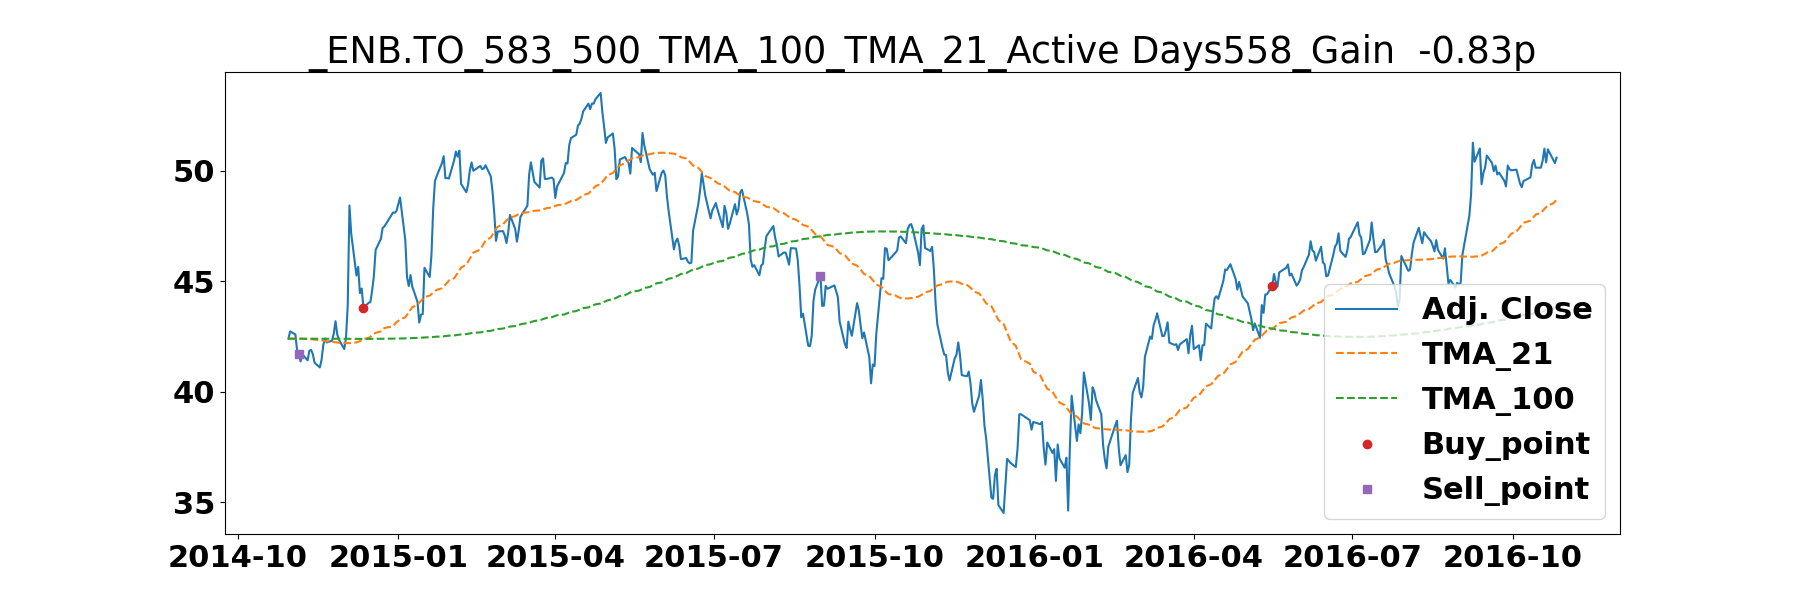 _ENB.TO_583_500_TMA_100_TMA_21_Active Days558_Gain  -0.83p
50
45
40
35
Adj. Close
TMA_21
TMA_100
Buy_point
Sell_point
2014-10 2015-01 2015-04 2015-07 2015-10 2016-01 2016-04 2016-07 2016-10